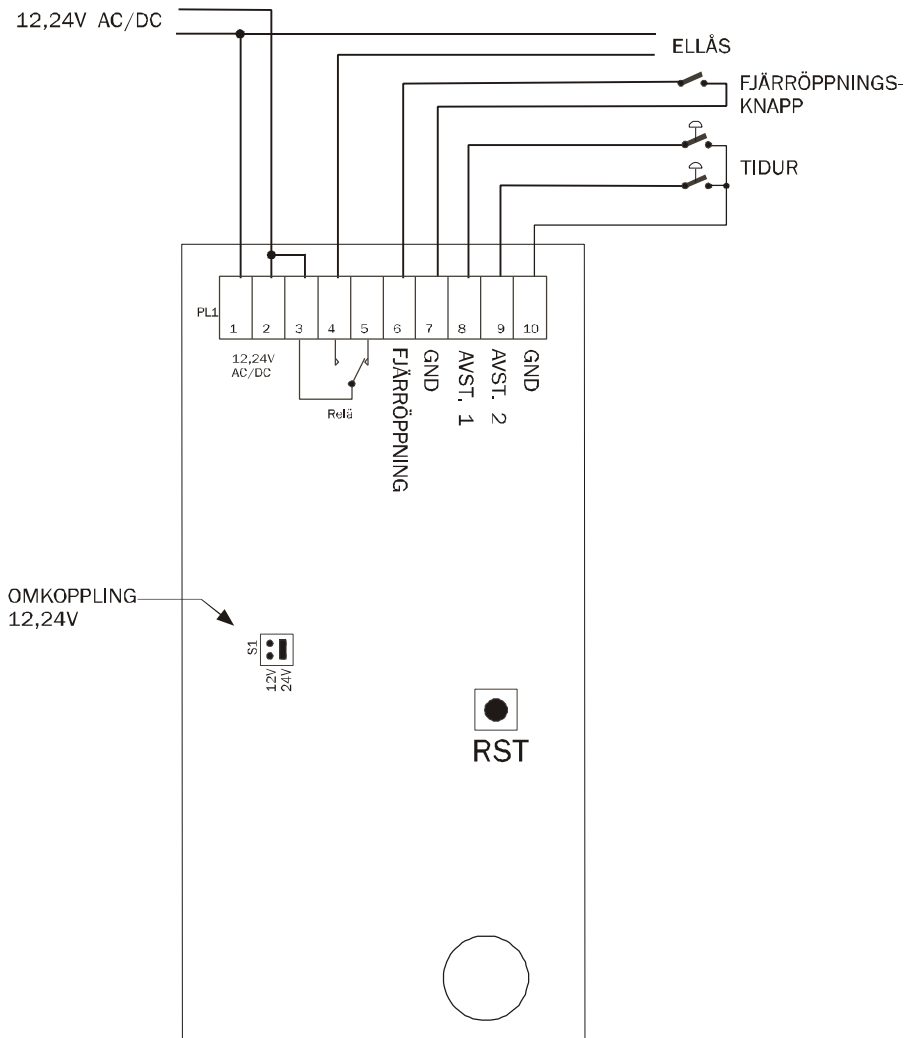 12,24V AC/DC
ELLÅS
FJÄRRÖPPNINGS-
KNAPP
TIDUR
PL1
1 2 3 4 5 6 7 8 9 10
12,24V
AC/DC
Relä
FJÄRRÖPPNING
GND
AVST. 1
AVST. 2
GND
OMKOPPLING
12,24V
S1
12V
24V
RST